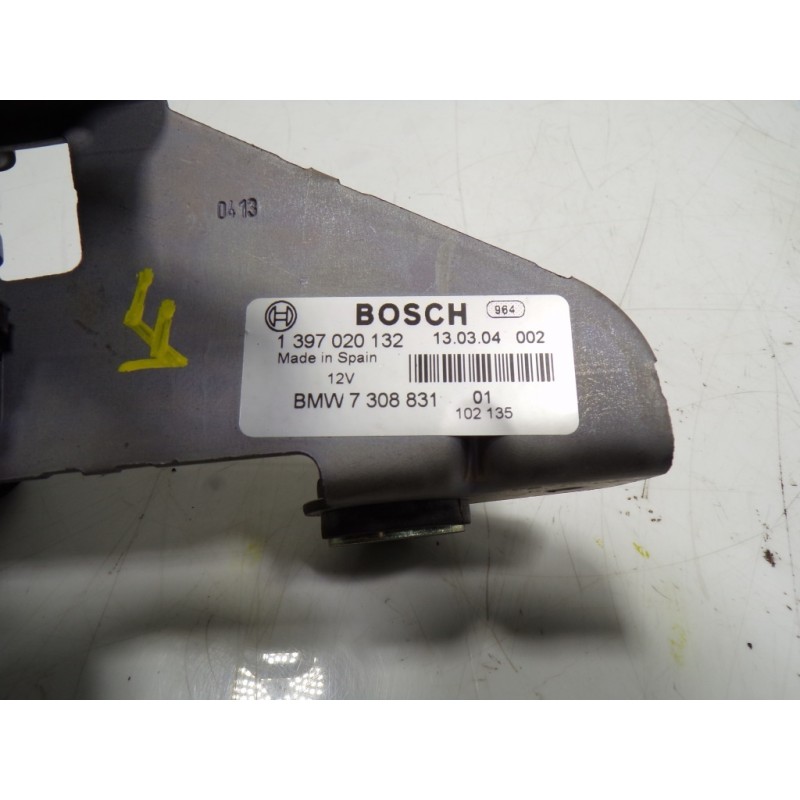 0413
BOSCH 964
1 397 020 132 13.03.04 002
Made in Spain
12V
BMW 7 308 831 01
102 135